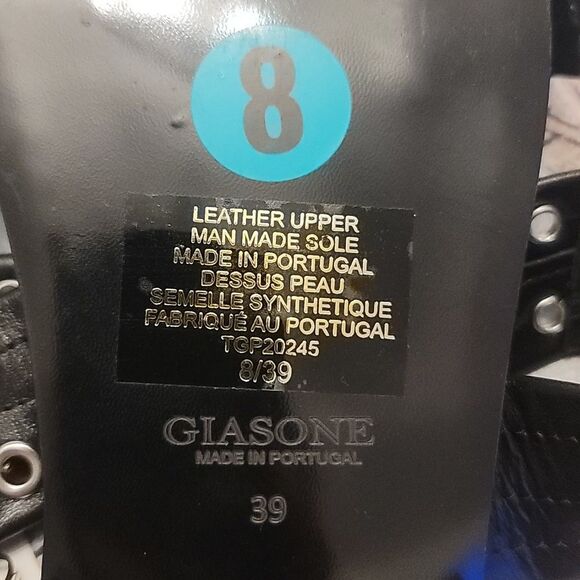 8
LEATHER UPPER
MAN MADE SOLE
MADE IN PORTUGAL
DESSUS PEAU
SEMELLE SYNTHETIQUE
FABRIQUÉ AU PORTUGAL
TGP20245
8/39
GIASONE
MADE IN PORTUGAL
39